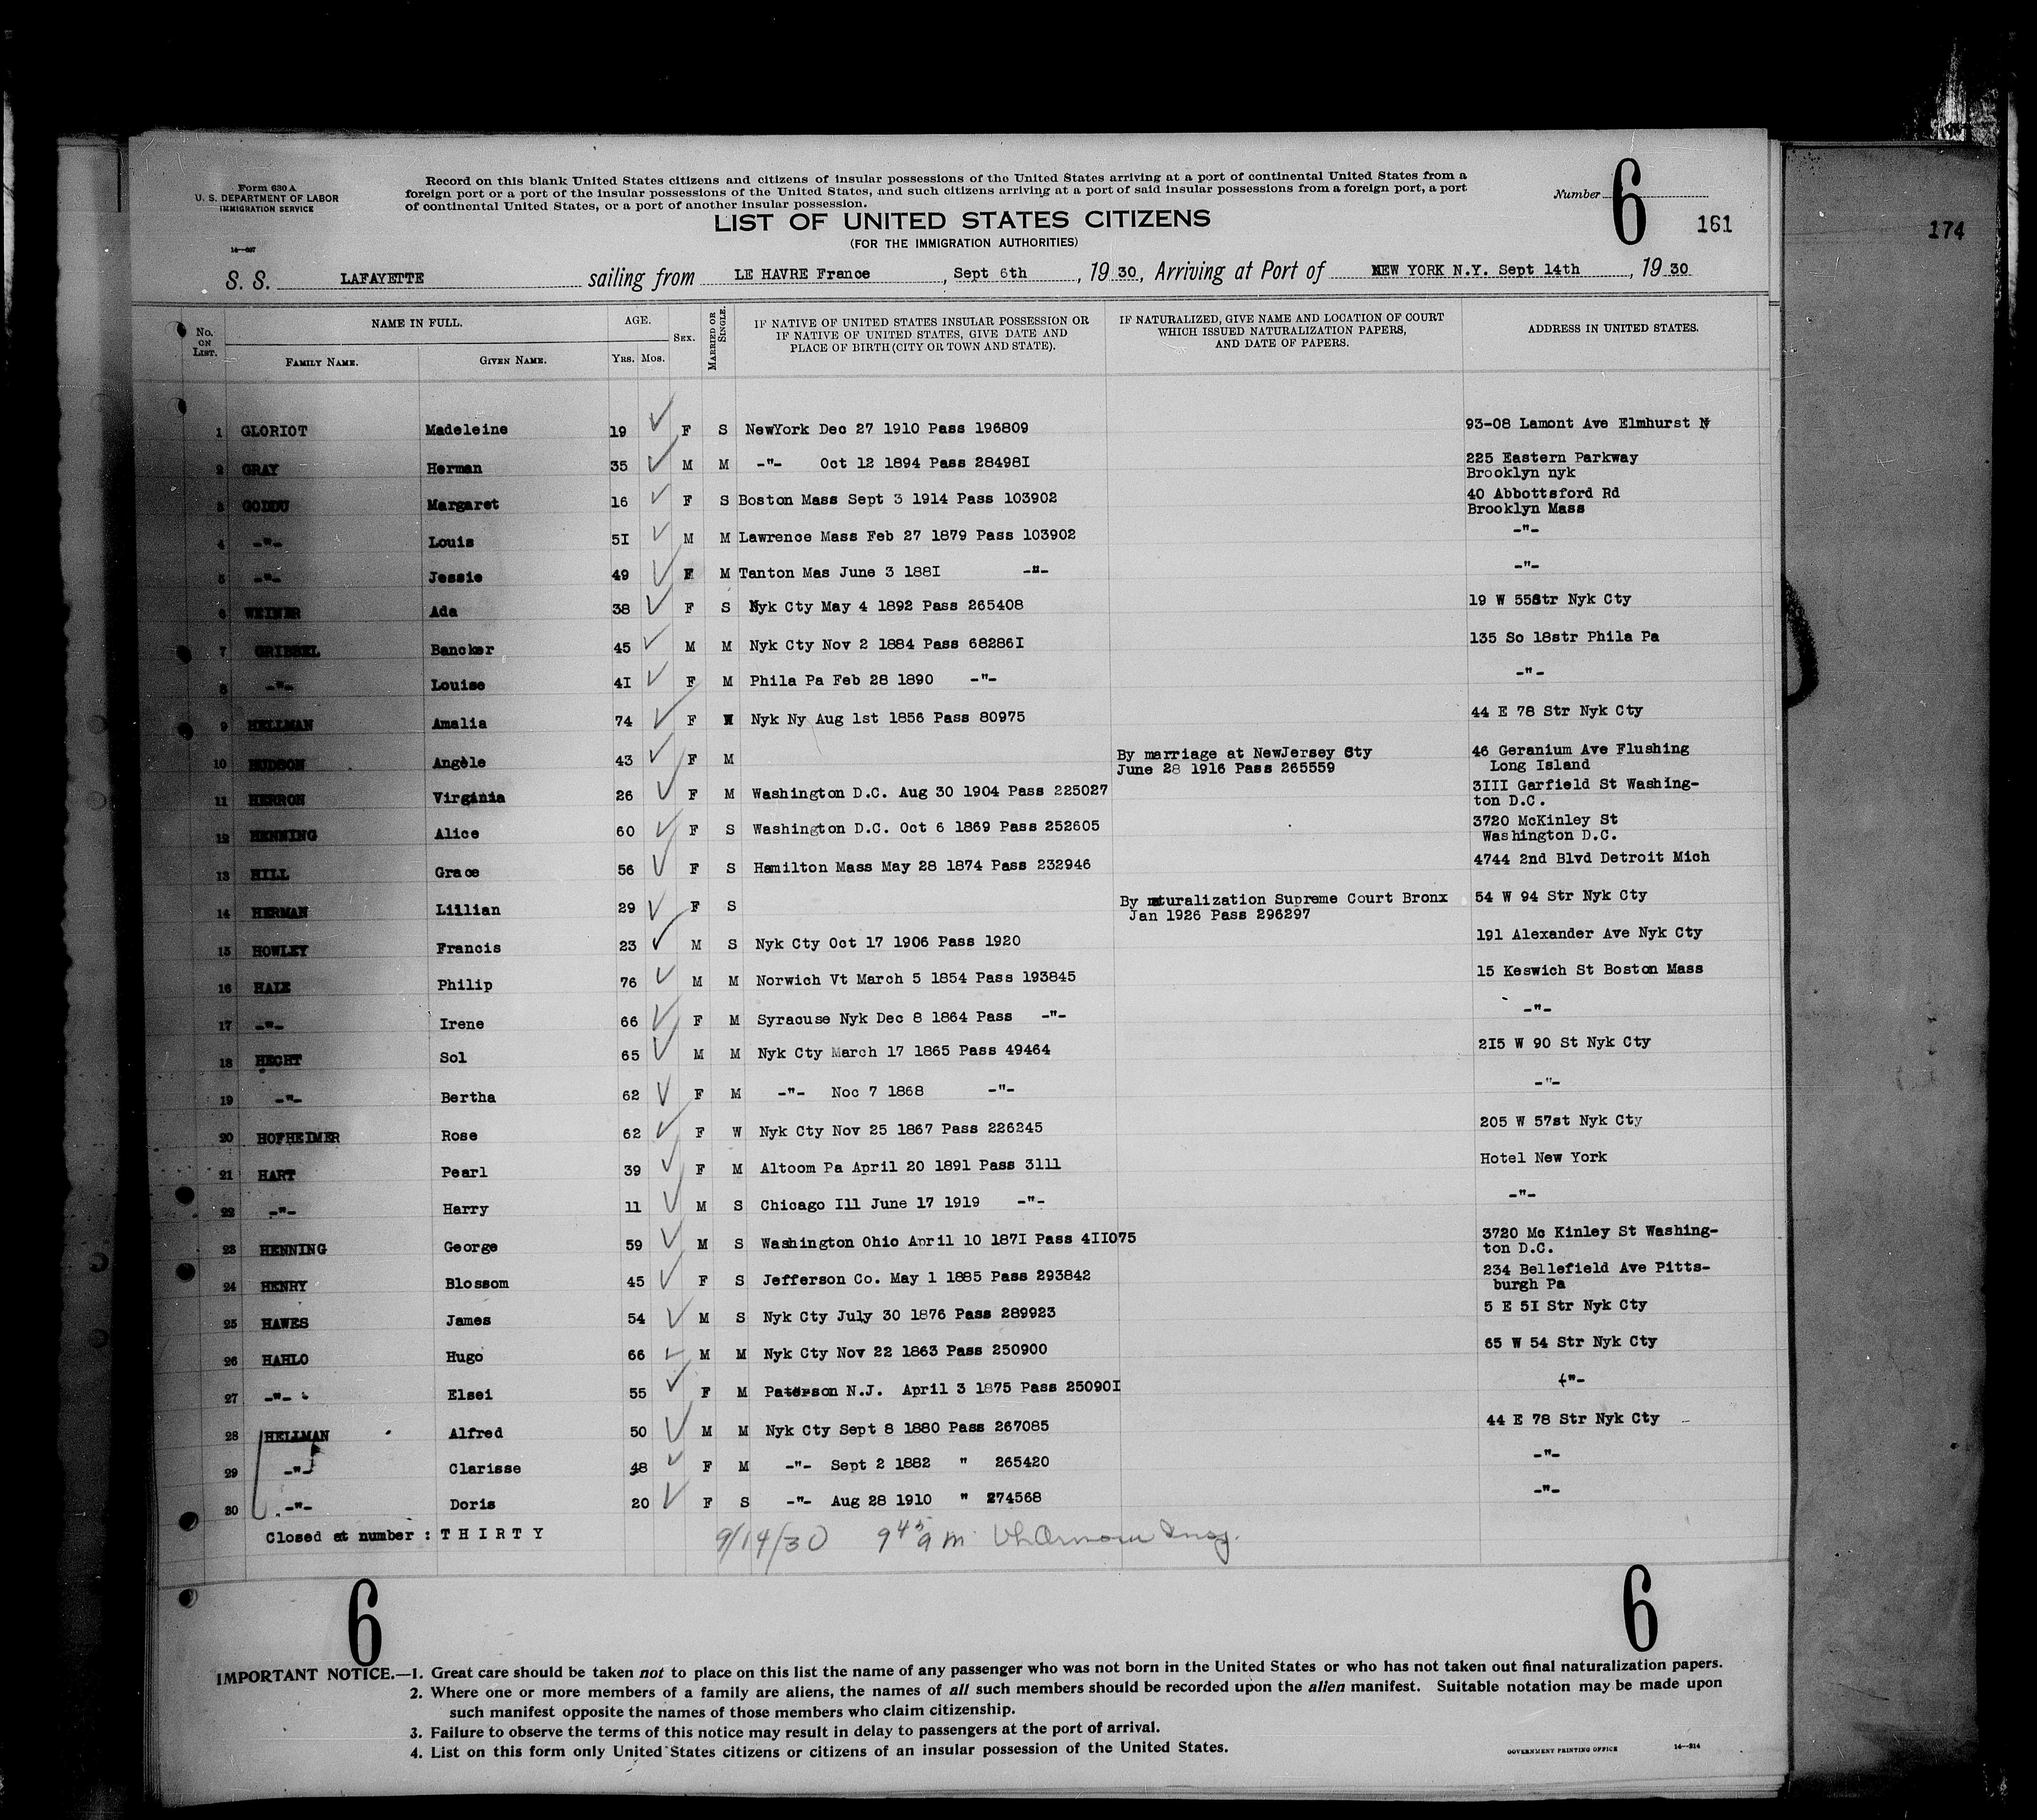 Form 630 A
U. S. DEPARTMENT OF LABOR
IMMIGRATION SERVICE
14—687
Record on this blank United States citizens and citizens of insular possessions of the United States arriving at a port of continental United States from a
foreign port or a port of the insular possessions of the United States, and such citizens arriving at a port of said insular possessions from a foreign port, a port
of continental United States, or a port of another insular possession.
Number 6
161
174
LIST OF UNITED STATES CITIZENS
(FOR THE IMMIGRATION AUTHORITIES)
S. S. LAFAYETTE sailing from LE HAVRE France, Sept 6th, 19 30, Arriving at Port of NEW YORK N.Y. Sept 14th, 19 30
No. ON LIST. NAME IN FULL. AGE. SEX. MARRIED OR SINGLE. IF NATIVE OF UNITED STATES INSULAR POSSESSION OR IF NATIVE OF UNITED STATES, GIVE DATE AND PLACE OF BIRTH (CITY OR TOWN AND STATE). IF NATURALIZED, GIVE NAME AND LOCATION OF COURT WHICH ISSUED NATURALIZATION PAPERS, AND DATE OF PAPERS. ADDRESS IN UNITED STATES.
FAMILY NAME. GIVEN NAME. YRS. MOS.
1 GLORIOT Madeleine 19 F S NewYork Dec 27 1910 Pass 196809 93-08 Lamont Ave Elmhurst N
2 GRAY Herman 35 M M -"- Oct 12 1894 Pass 28498I 225 Eastern Parkway
Brooklyn nyk
3 GODDU Margaret 16 F S Boston Mass Sept 3 1914 Pass 103902 40 Abbottsford Rd
Brooklyn Mass
4 -"- Louis 5I M M Lawrence Mass Feb 27 1879 Pass 103902 -"-
5 -"- Jessie 49 F M Tanton Mas June 3 188I -"- -"-
6 WEINER Ada 38 F S Nyk Cty May 4 1892 Pass 265408 19 W 55Str Nyk Cty
7 GRIBBEL Bancker 45 M M Nyk Cty Nov 2 1884 Pass 68286I 135 So 18str Phila Pa
8 -"- Louise 4I F M Phila Pa Feb 28 1890 -"- -"-
9 HELLMAN Amalia 74 F W Nyk Ny Aug 1st 1856 Pass 80975 44 E 78 Str Nyk Cty
10 HUDSON Angèle 43 F M By marriage at NewJersey Cty 46 Geranium Ave Flushing
June 28 1916 Pass 265559 Long Island
11 HERRON Virginia 26 F M Washington D.C. Aug 30 1904 Pass 225027 3III Garfield St Washing-
ton D.C.
12 HENNING Alice 60 F S Washington D.C. Oct 6 1869 Pass 252605 3720 McKinley St
Washington D.C.
13 HILL Grace 56 F S Hamilton Mass May 28 1874 Pass 232946 4744 2nd Blvd Detroit Mich
14 HERMAN Lillian 29 F S By naturalization Supreme Court Bronx 54 W 94 Str Nyk Cty
Jan 1926 Pass 296297
15 HOWLEY Francis 23 M S Nyk Cty Oct 17 1906 Pass 1920 191 Alexander Ave Nyk Cty
16 HALE Philip 76 M M Norwich Vt March 5 1854 Pass 193845 15 Keswich St Boston Mass
17 -"- Irene 66 F M Syracuse Nyk Dec 8 1864 Pass -"- -"-
18 HECHT Sol 65 M M Nyk Cty March 17 1865 Pass 49464 2I5 W 90 St Nyk Cty
19 -"- Bertha 62 F M -"- Noc 7 1868 -"- -"-
20 HOFHEIMER Rose 62 F W Nyk Cty Nov 25 1867 Pass 226245 205 W 57st Nyk Cty
21 HART Pearl 39 F M Altoom Pa April 20 1891 Pass 3111 Hotel New York
22 -"- Harry 11 M S Chicago Ill June 17 1919 -"- -"-
23 HENNING George 59 M S Washington Ohio April 10 187I Pass 4II075 3720 Mc Kinley St Washing-
ton D.C.
24 HENRY Blossom 45 F S Jefferson Co. May 1 1885 Pass 293842 234 Bellefield Ave Pitts-
burgh Pa
25 HAWES James 54 M S Nyk Cty July 30 1876 Pass 289923 5 E 5I Str Nyk Cty
26 HAHLO Hugo 66 M M Nyk Cty Nov 22 1863 Pass 250900 65 W 54 Str Nyk Cty
27 -"- Elsei 55 F M Paterson N.J. April 3 1875 Pass 25090I -"-
28 HELLMAN Alfred 50 M M Nyk Cty Sept 8 1880 Pass 267085 44 E 78 Str Nyk Cty
29 -"- Clarisse 48 F M -"- Sept 2 1882 " 265420 -"-
30 -"- Doris 20 F S -"- Aug 28 1910 " 274568 -"-
Closed at number : T H I R T Y
9/14/30 9 45 a m
6
6
IMPORTANT NOTICE.—1. Great care should be taken not to place on this list the name of any passenger who was not born in the United States or who has not taken out final naturalization papers.
2. Where one or more members of a family are aliens, the names of all such members should be recorded upon the alien manifest. Suitable notation may be made upon
such manifest opposite the names of those members who claim citizenship.
3. Failure to observe the terms of this notice may result in delay to passengers at the port of arrival.
4. List on this form only United States citizens or citizens of an insular possession of the United States.
GOVERNMENT PRINTING OFFICE
14—814